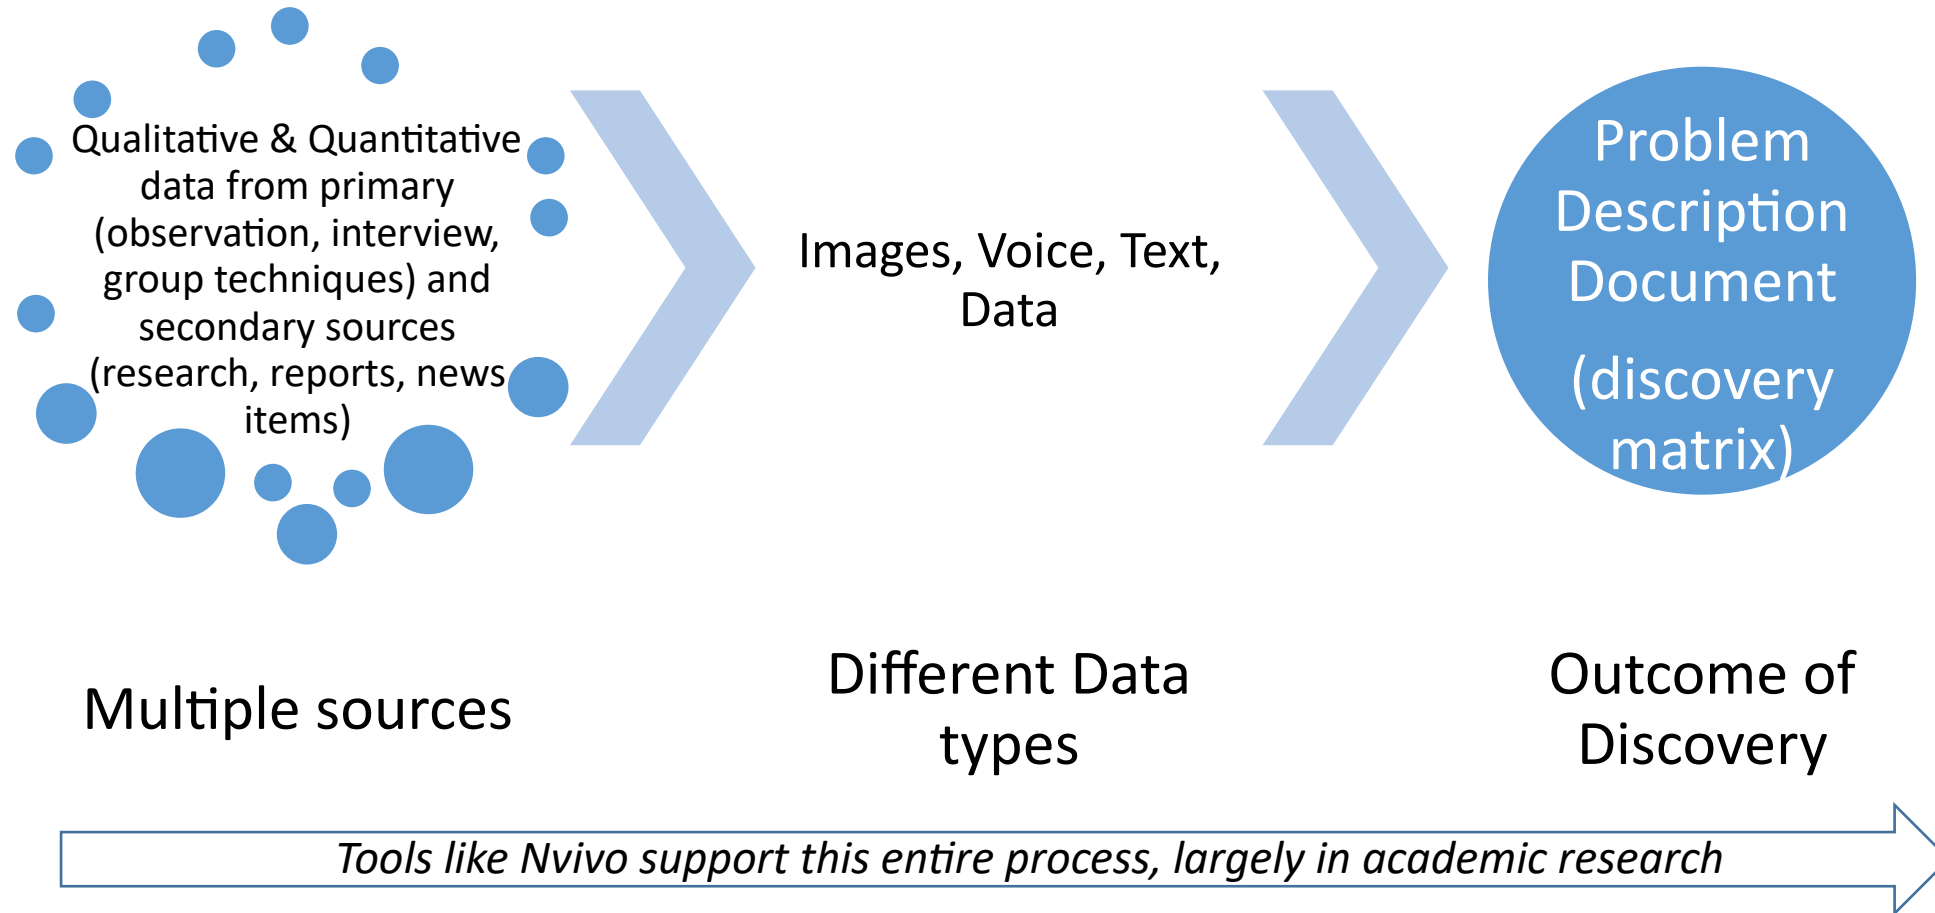 Qualitative & Quantitative
data from primary
(observation, interview,
group techniques) and
secondary sources
(research, reports, news
items)
Images, Voice, Text,
Data
Problem
Description
Document
(discovery
matrix)
Multiple sources
Different Data
types
Outcome of
Discovery
Tools like Nvivo support this entire process, largely in academic research